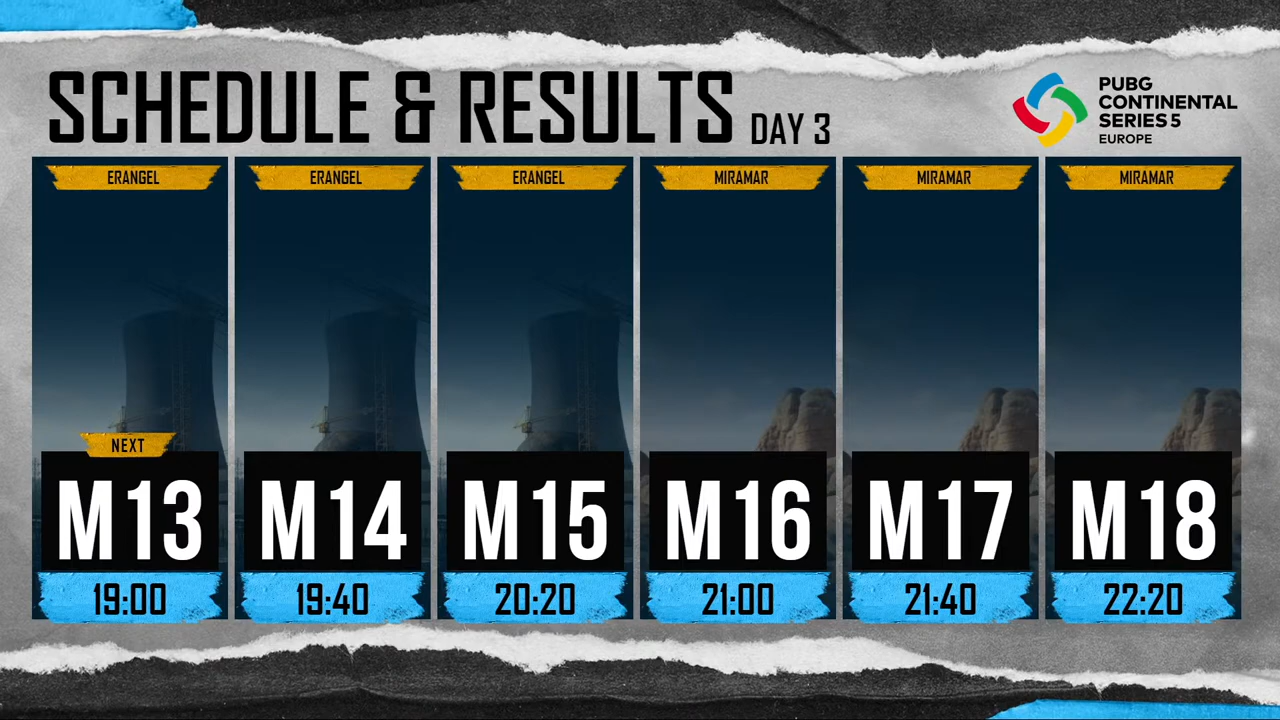 SCHEDULE & RESULTS DAY 3
PUBG
CONTINENTAL
SERIES 5
EUROPE
ERANGEL
ERANGEL
ERANGEL
MIRAMAR
MIRAMAR
MIRAMAR
NEXT
M13
M14
M15
M16
M17
M18
19:00
19:40
20:20
21:00
21:40
22:20